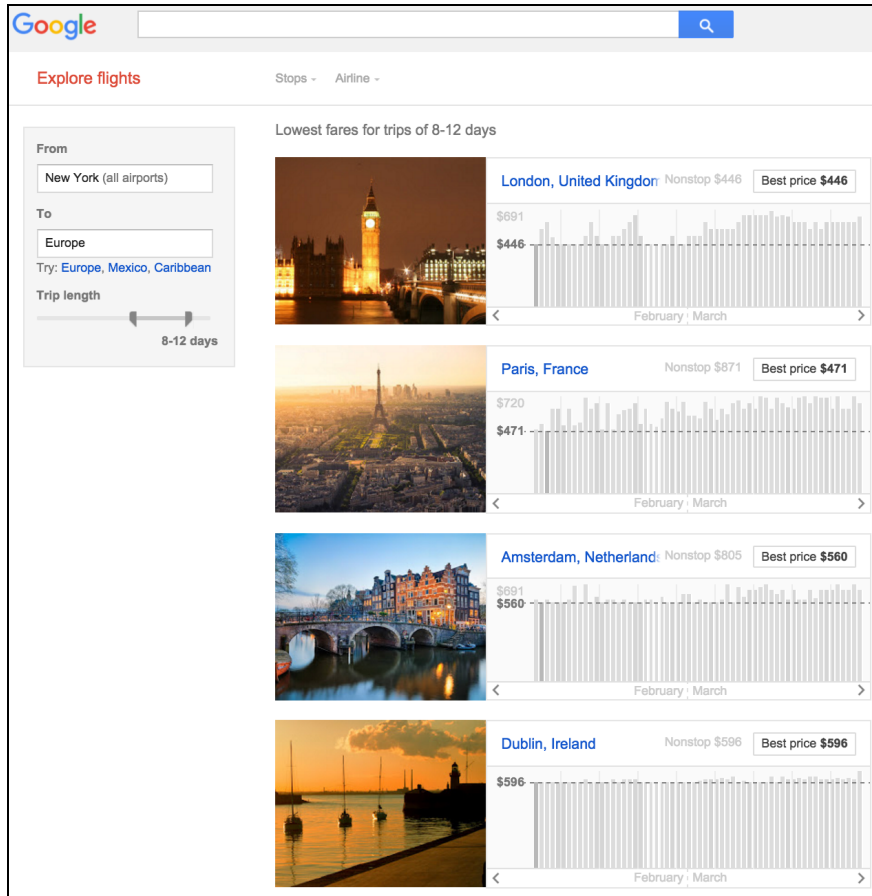 Google
Explore flights
Stops
Airline
From
New York (all airports)
To
Europe
Try: Europe, Mexico, Caribbean
Trip length
8-12 days
Lowest fares for trips of 8-12 days
London, United Kingdom Nonstop $446 Best price $446
$691
$446
February March
Paris, France Nonstop $871 Best price $471
$720
$471
February March
Amsterdam, Netherlands Nonstop $805 Best price $560
$691
$560
February March
Dublin, Ireland Nonstop $596 Best price $596
$596
February March